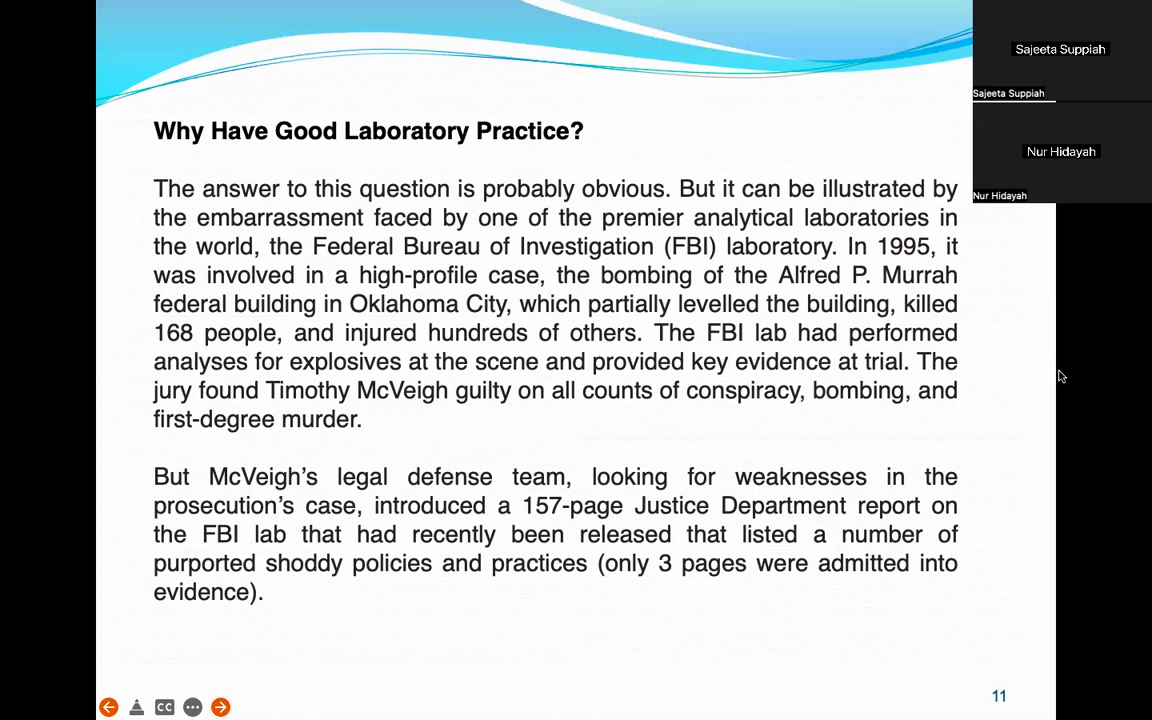 Why Have Good Laboratory Practice?
The answer to this question is probably obvious. But it can be illustrated by
the embarrassment faced by one of the premier analytical laboratories in
the world, the Federal Bureau of Investigation (FBI) laboratory. In 1995, it
was involved in a high-profile case, the bombing of the Alfred P. Murrah
federal building in Oklahoma City, which partially levelled the building, killed
168 people, and injured hundreds of others. The FBI lab had performed
analyses for explosives at the scene and provided key evidence at trial. The
jury found Timothy McVeigh guilty on all counts of conspiracy, bombing, and
first-degree murder.
But McVeigh's legal defense team, looking for weaknesses in the
prosecution's case, introduced a 157-page Justice Department report on
the FBI lab that had recently been released that listed a number of
purported shoddy policies and practices (only 3 pages were admitted into
evidence).
CC
11
Sajeeta Suppiah
Sajeeta Suppiah
Nur Hidayah
Nur Hidayah